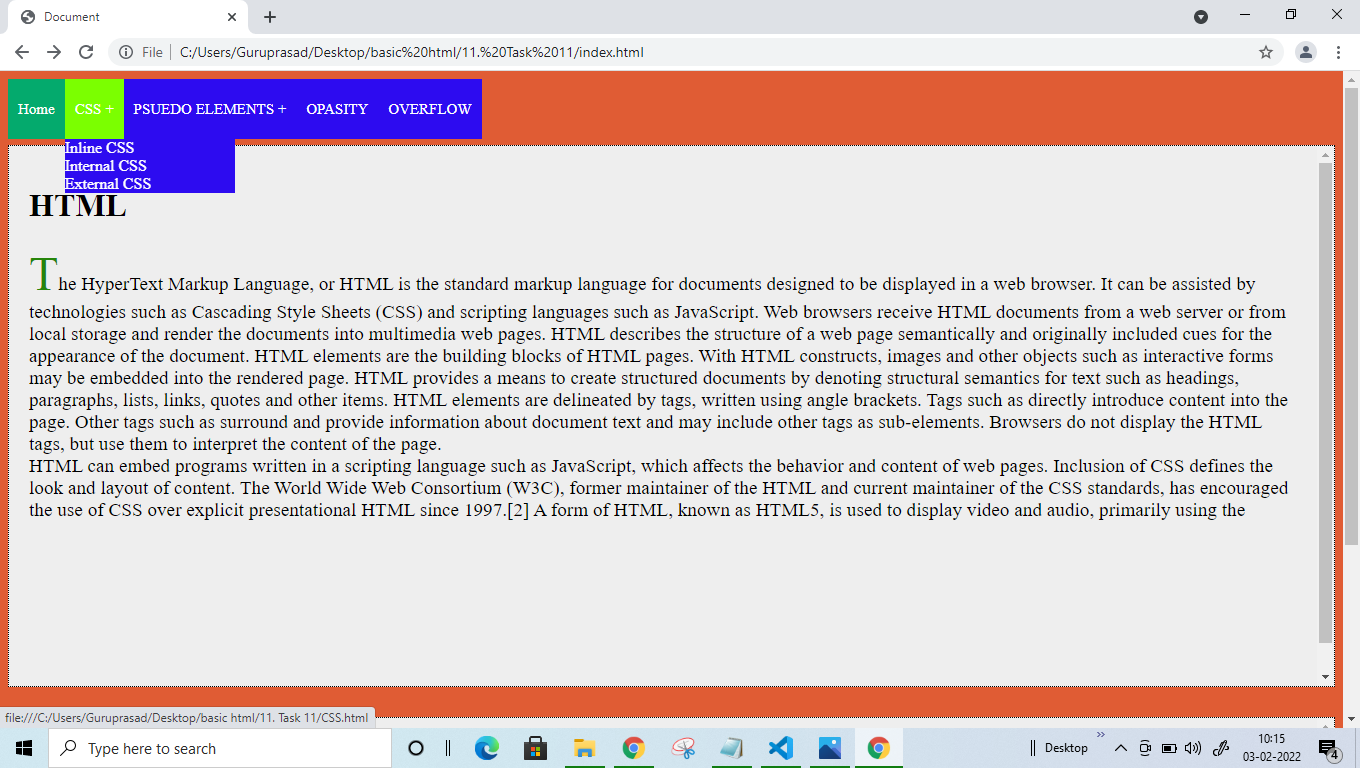 Document
File
C:/Users/Guruprasad/Desktop/basic%20html/11.%20Task%2011/index.html
Home CSS + PSUEDO ELEMENTS + OPASITY OVERFLOW
Inline CSS
Internal CSS
External CSS
HTML
The HyperText Markup Language, or HTML is the standard markup language for documents designed to be displayed in a web browser. It can be assisted by
technologies such as Cascading Style Sheets (CSS) and scripting languages such as JavaScript. Web browsers receive HTML documents from a web server or from
local storage and render the documents into multimedia web pages. HTML describes the structure of a web page semantically and originally included cues for the
appearance of the document. HTML elements are the building blocks of HTML pages. With HTML constructs, images and other objects such as interactive forms
may be embedded into the rendered page. HTML provides a means to create structured documents by denoting structural semantics for text such as headings,
paragraphs, lists, links, quotes and other items. HTML elements are delineated by tags, written using angle brackets. Tags such as directly introduce content into the
page. Other tags such as surround and provide information about document text and may include other tags as sub-elements. Browsers do not display the HTML
tags, but use them to interpret the content of the page.
HTML can embed programs written in a scripting language such as JavaScript, which affects the behavior and content of web pages. Inclusion of CSS defines the
look and layout of content. The World Wide Web Consortium (W3C), former maintainer of the HTML and current maintainer of the CSS standards, has encouraged
the use of CSS over explicit presentational HTML since 1997.[2] A form of HTML, known as HTML5, is used to display video and audio, primarily using the
file:///C:/Users/Guruprasad/Desktop/basic html/11. Task 11/CSS.html
Type here to search
Desktop
10:15
03-02-2022
4